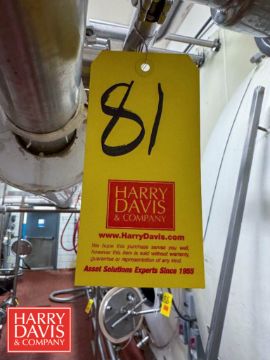 81
HARRY
DAVIS
& COMPANY
www.HarryDavis.com
We hope this purchase serves you well,
however this item is sold without warranty,
guarantee or representation of any kind.
Asset Solutions Experts Since 1955
HARRY
DAVIS
& COMPANY